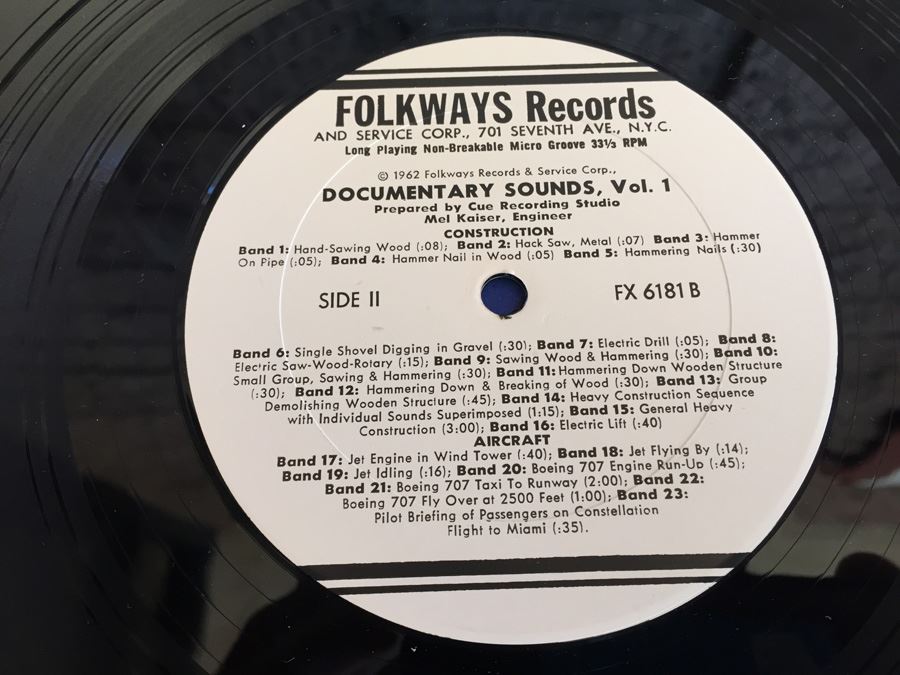 FOLKWAYS Records
AND SERVICE CORP., 701 SEVENTH AVE., N.Y.C.
Long Playing Non-Breakable Micro Groove 33⅓ RPM
© 1962 Folkways Records & Service Corp.,
DOCUMENTARY SOUNDS, Vol. 1
Prepared by Cue Recording Studio
Mel Kaiser, Engineer
CONSTRUCTION
Band 1: Hand-Sawing Wood (:08); Band 2: Hack Saw, Metal (:07) Band 3: Hammer
On Pipe (:05); Band 4: Hammer Nail in Wood (:05) Band 5: Hammering Nails (:30)
SIDE II
FX 6181 B
Band 6: Single Shovel Digging in Gravel (:30); Band 7: Electric Drill (:05); Band 8:
Electric Saw-Wood-Rotary (:15); Band 9: Sawing Wood & Hammering (:30); Band 10:
Small Group, Sawing & Hammering (:30); Band 11: Hammering Down Wooden Structure
(:30); Band 12: Hammering Down & Breaking of Wood (:30); Band 13: Group
Demolishing Wooden Structure (:45); Band 14: Heavy Construction Sequence
with Individual Sounds Superimposed (1:15); Band 15: General Heavy
Construction (3:00); Band 16: Electric Lift (:40)
AIRCRAFT
Band 17: Jet Engine in Wind Tower (:40); Band 18: Jet Flying By (:14);
Band 19: Jet Idling (:16); Band 20: Boeing 707 Engine Run-Up (:45);
Band 21: Boeing 707 Taxi To Runway (2:00); Band 22:
Boeing 707 Fly Over at 2500 Feet (1:00); Band 23:
Pilot Briefing of Passengers on Constellation
Flight to Miami (:35).